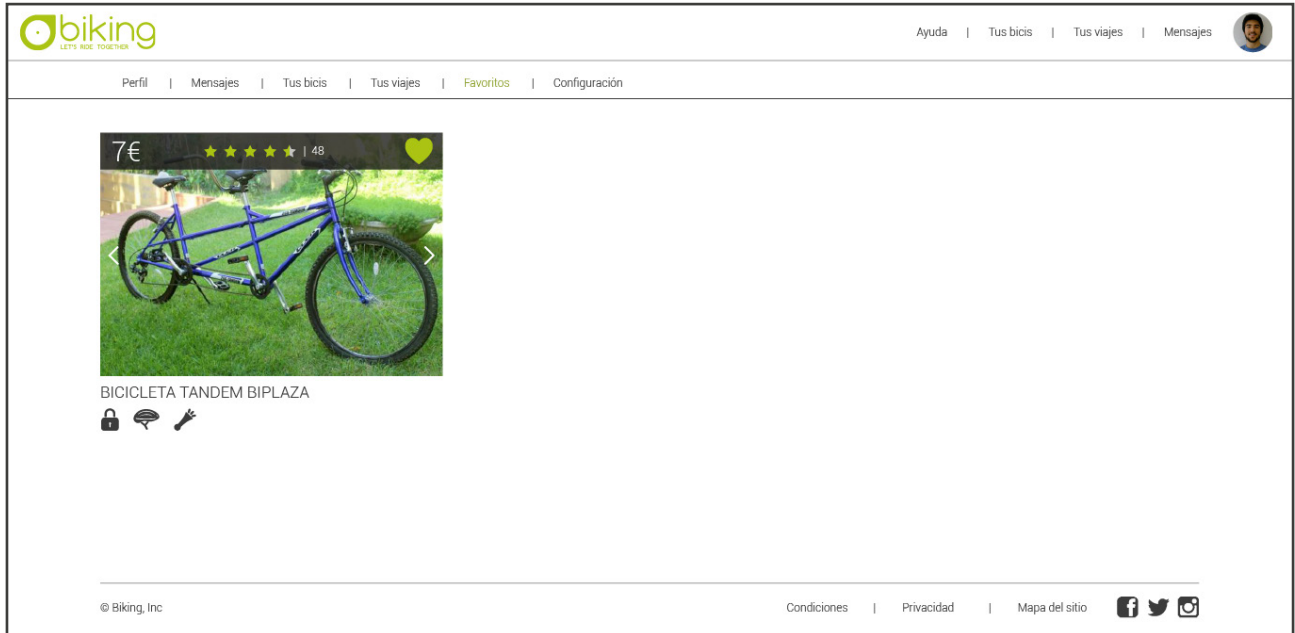 biking
LET'S RIDE TOGETHER
Ayuda | Tus bicis | Tus viajes | Mensajes
Perfil | Mensajes | Tus bicis | Tus viajes | Favoritos | Configuración
7€ | 48
BICICLETA TANDEM BIPLAZA
© Biking, Inc
Condiciones | Privacidad | Mapa del sitio